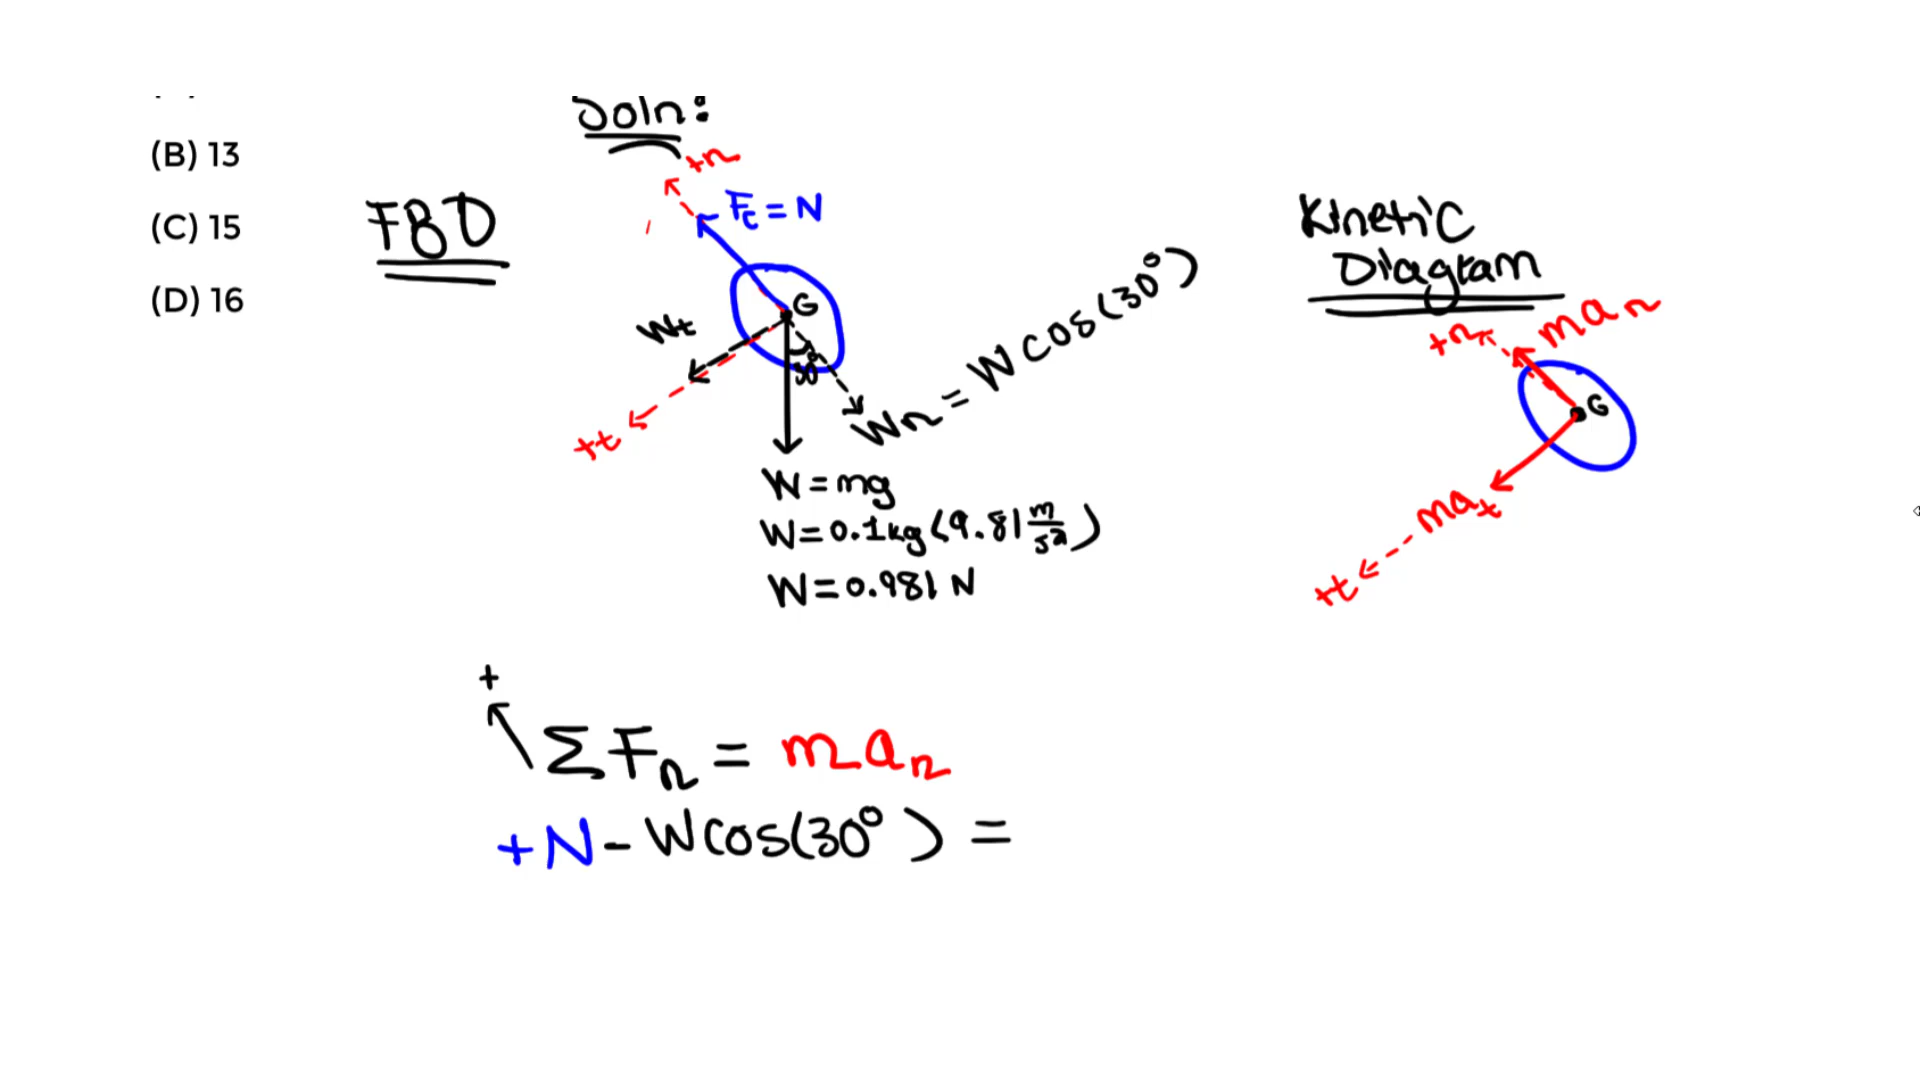 Soln:
(B) 13
(C) 15
(D) 16
FBD
+n
Fc = N
G
Wt
30°
+t
Wn = W cos(30°)
W = mg
W = 0.1kg (9.81 m/s²)
W = 0.981 N
Kinetic
Diagram
+n
man
G
mat
+t
+
ΣFn = man
+N - W cos(30°) =